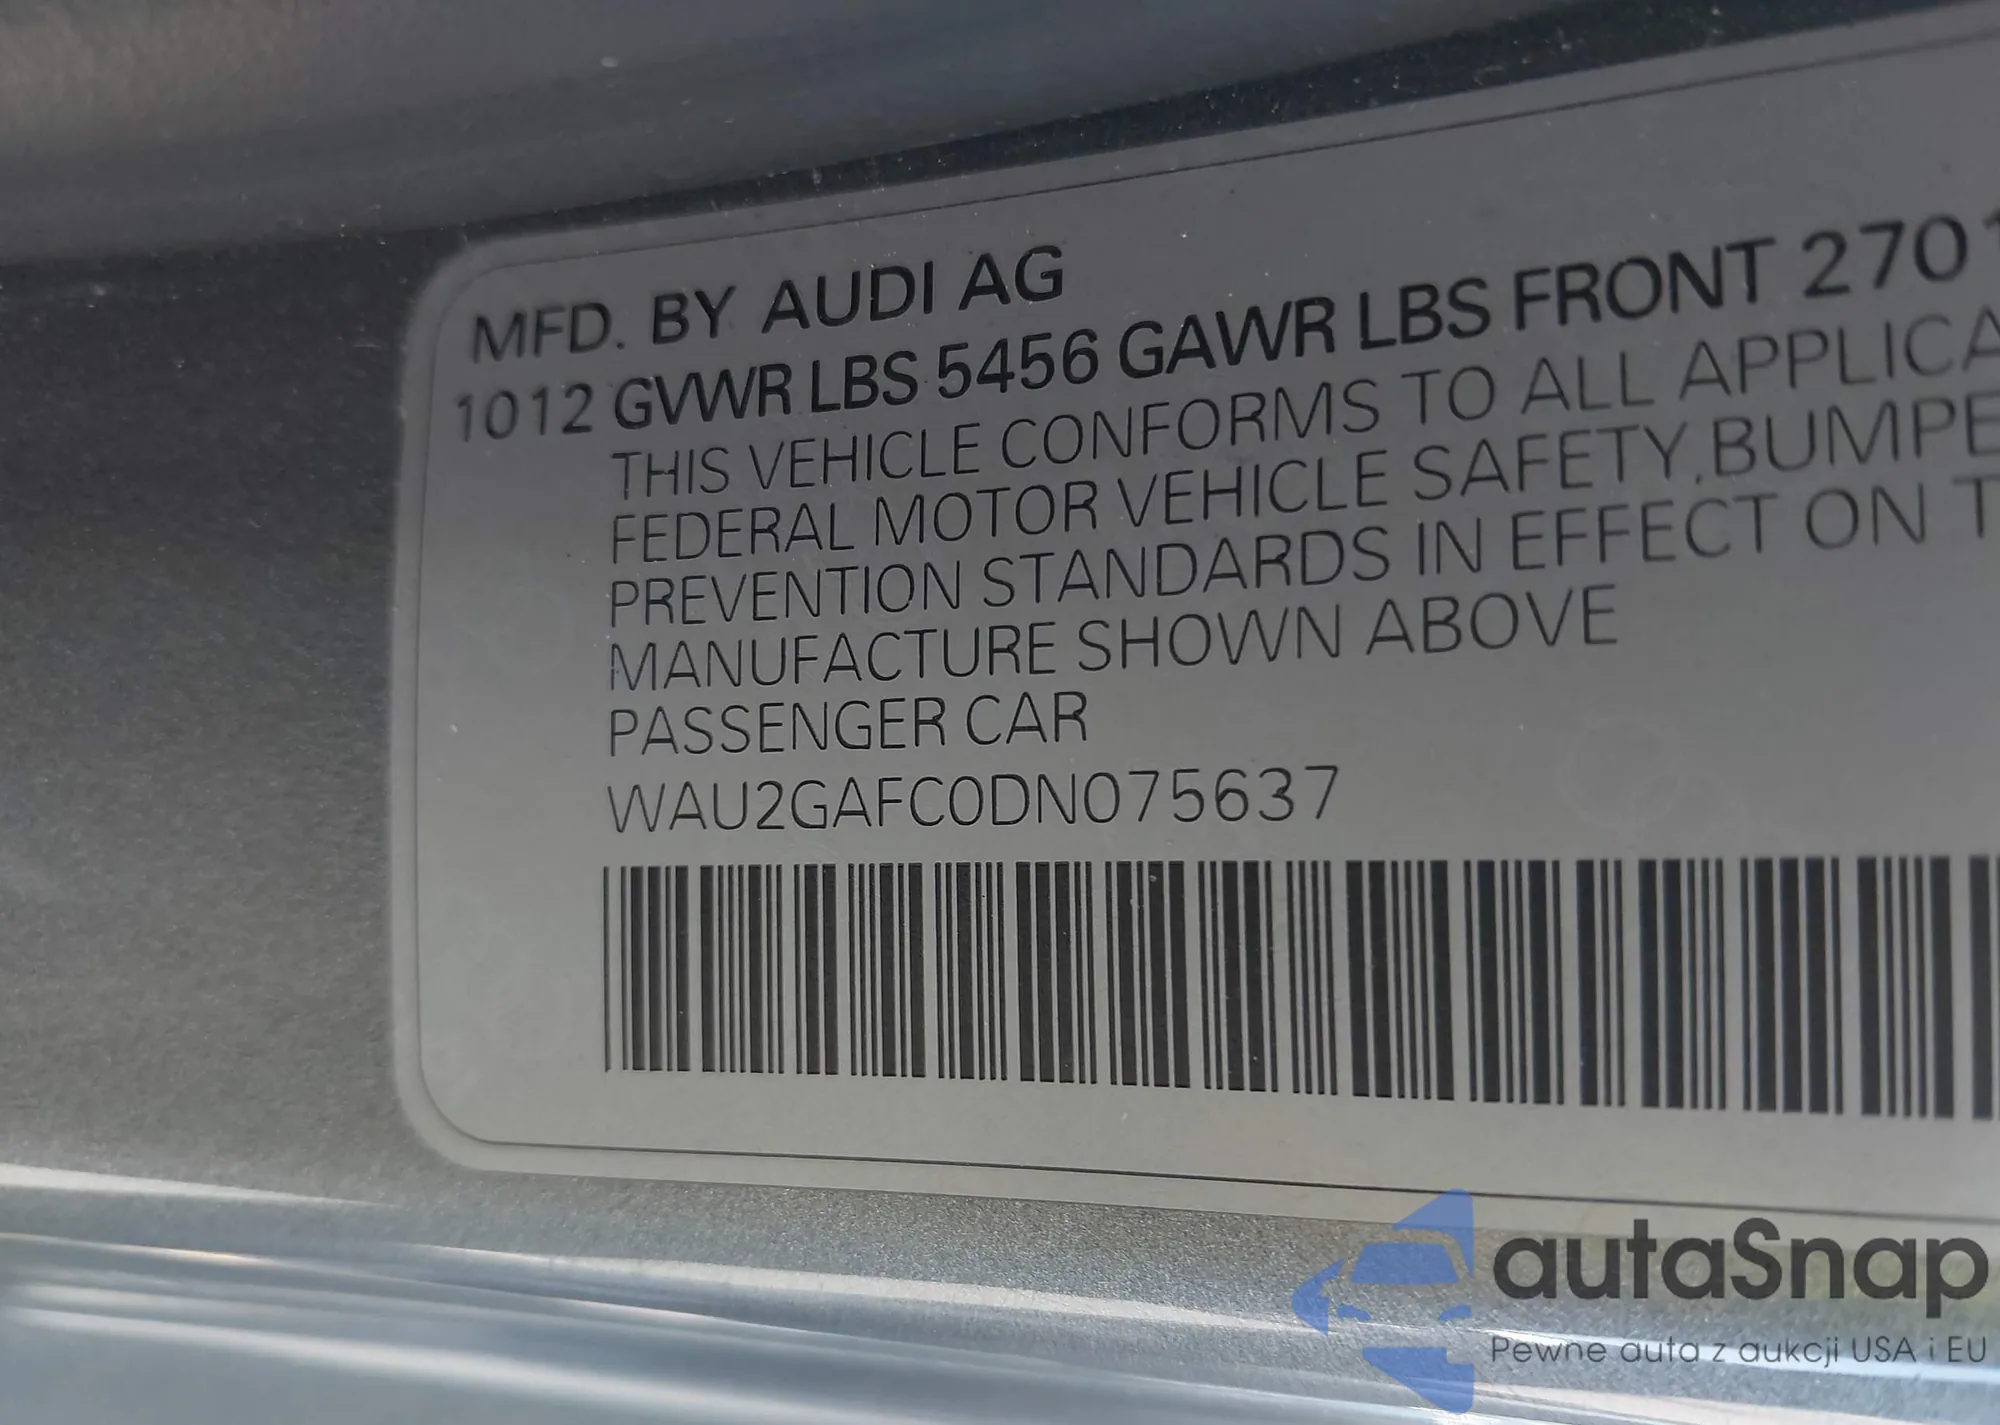 MFD. BY AUDI AG
1012 GVWR LBS 5456 GAWR LBS FRONT 2701
THIS VEHICLE CONFORMS TO ALL APPLICA
FEDERAL MOTOR VEHICLE SAFETY,BUMPE
PREVENTION STANDARDS IN EFFECT ON T
MANUFACTURE SHOWN ABOVE
PASSENGER CAR
WAU2GAFC0DN075637
autaSnap
Pewne auta z aukcji USA i EU